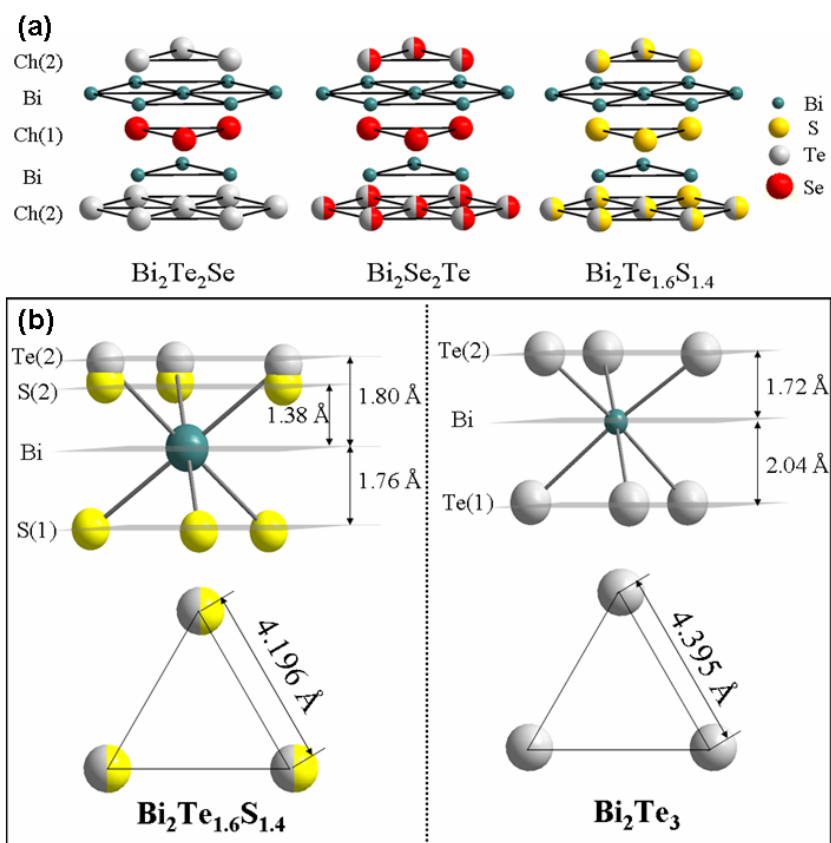 (a)
Ch(2)
Bi
Ch(1)
Bi
Ch(2)
Bi
S
Te
Se
Bi₂Te₂Se
Bi₂Se₂Te
Bi₂Te₁.₆S₁.₄
(b)
Te(2)
S(2)
Bi
S(1)
1.80 Å
1.38 Å
1.76 Å
4.196 Å
Bi₂Te₁.₆S₁.₄
Te(2)
Bi
Te(1)
1.72 Å
2.04 Å
4.395 Å
Bi₂Te₃